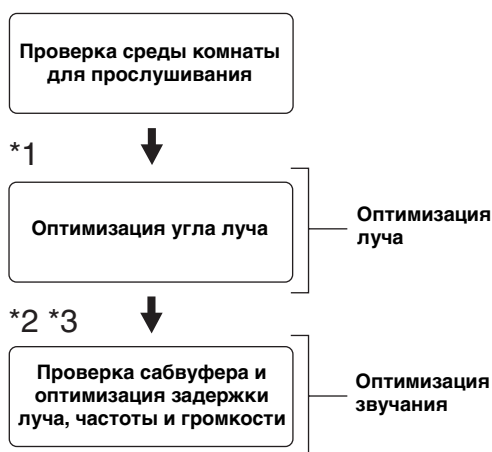 Проверка среды комнаты
для прослушивания
*1
Оптимизация угла луча
Оптимизация
луча
*2 *3
Проверка сабвуфера и
оптимизация задержки
луча, частоты и громкости
Оптимизация
звучания